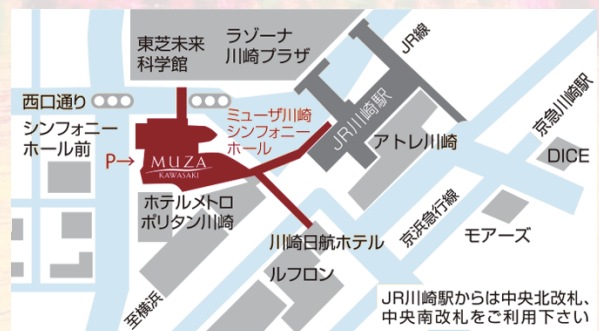 東芝未来
科学館
ラゾーナ
川崎プラザ
JR線
西口通り
シンフォニー
ホール前
P→
MUZA
KAWASAKI
ミューザ川崎
シンフォニー
ホール
JR川崎駅
アトレ川崎
京急川崎駅
DICE
ホテルメトロ
ポリタン川崎
川崎日航ホテル
ルフロン
京浜急行線
モアーズ
至横浜
JR川崎駅からは中央北改札、
中央南改札をご利用下さい